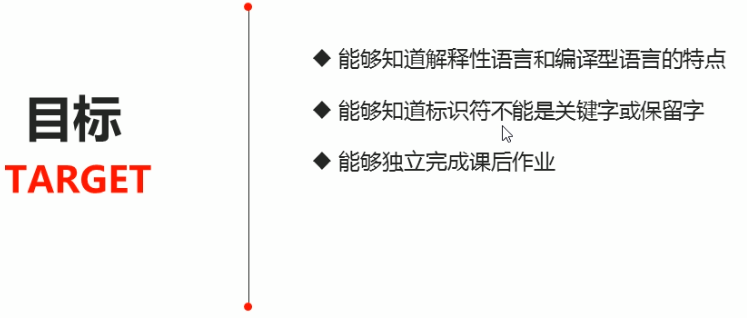 目标
TARGET
◆ 能够知道解释性语言和编译型语言的特点
◆ 能够知道标识符不能是关键字或保留字
◆ 能够独立完成课后作业